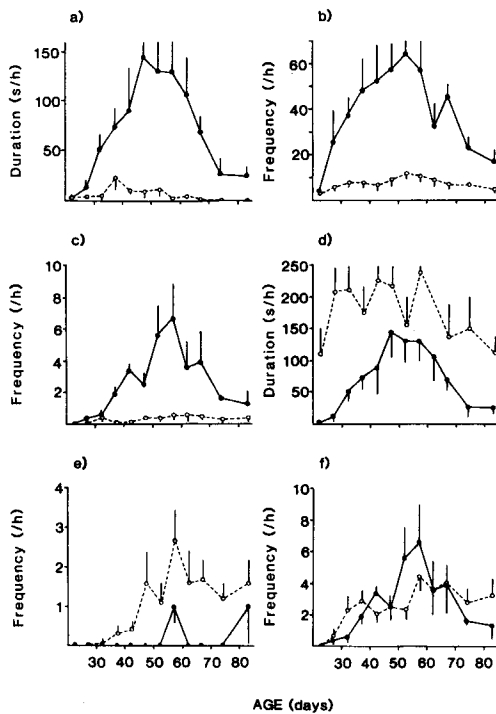 a)
Duration (s/h)
150
100
50
b)
Frequency (/h)
60
40
20
c)
Frequency (/h)
10
8
6
4
2
d)
Duration (s/h)
250
200
150
100
50
e)
Frequency (/h)
4
3
2
1
30 40 50 60 70 80
f)
Frequency (/h)
8
6
4
2
30 40 50 60 70 80
AGE (days)